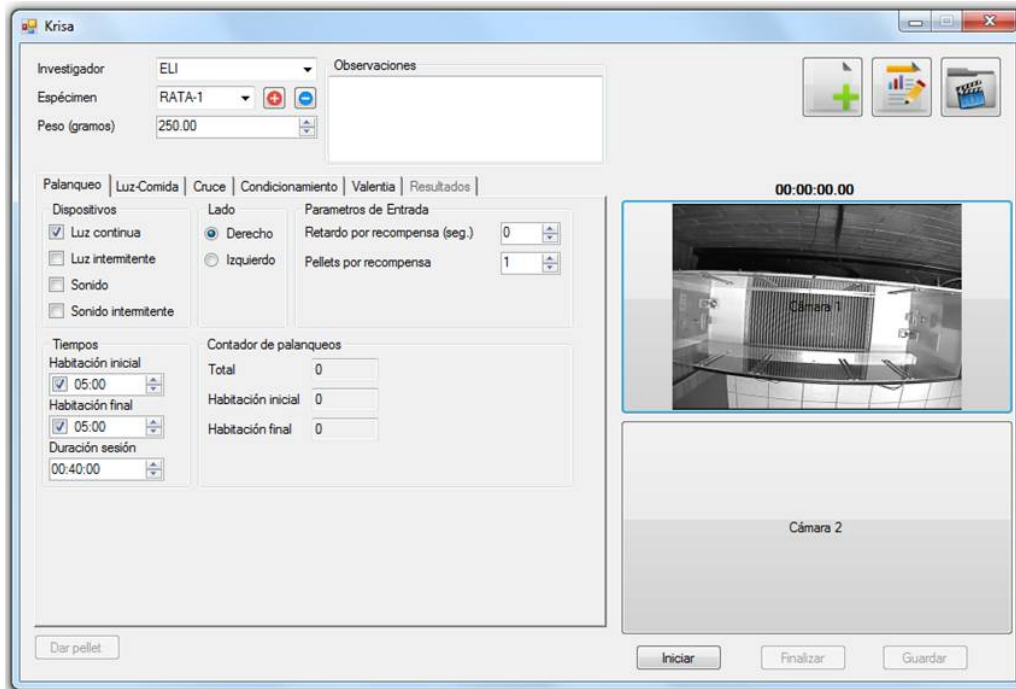 Krisa
Investigador ELI
Espécimen RATA-1
Peso (gramos) 250.00
Observaciones
Palanqueo Luz-Comida Cruce Condicionamiento Valentia Resultados
Dispositivos
Luz continua
Luz intermitente
Sonido
Sonido intermitente
Lado
Derecho
Izquierdo
Parametros de Entrada
Retardo por recompensa (seg.) 0
Pellets por recompensa 1
Tiempos
Habitación inicial
05:00
Habitación final
05:00
Duración sesión
00:40:00
Contador de palanqueos
Total 0
Habitación inicial 0
Habitación final 0
Dar pellet
00:00:00.00
Cámara 1
Cámara 2
Iniciar Finalizar Guardar